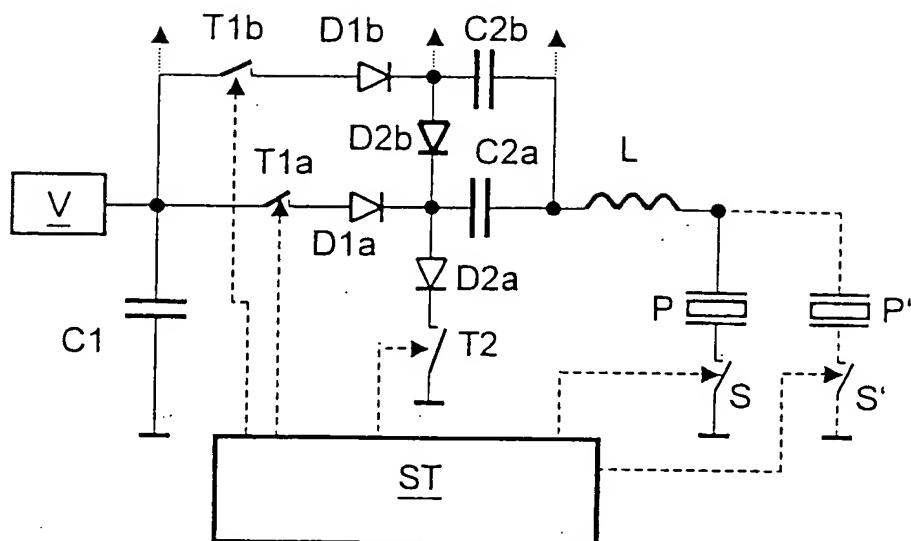 T1b D1b C2b
D2b
T1a C2a L
V
D1a
D2a
P P'
C1
T2
S S'
ST